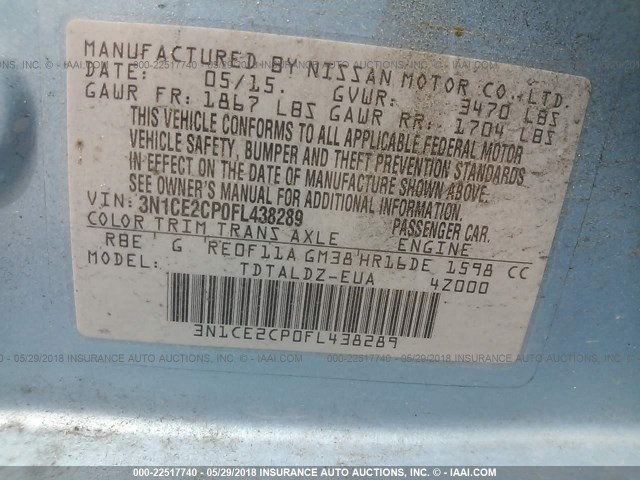 MANUFACTURED BY NISSAN MOTOR CO., LTD.
DATE: 05/15. GVWR: 3470 LBS
GAWR FR: 1867 LBS GAWR RR: 1704 LBS
THIS VEHICLE CONFORMS TO ALL APPLICABLE FEDERAL MOTOR
VEHICLE SAFETY, BUMPER AND THEFT PREVENTION STANDARDS
IN EFFECT ON THE DATE OF MANUFACTURE SHOWN ABOVE.
SEE OWNER'S MANUAL FOR ADDITIONAL INFORMATION.
VIN: 3N1CE2CP0FL438289 PASSENGER CAR.
COLOR TRIM TRANS AXLE ENGINE
RBE G RE0F11A GM38 HR16DE 1598 CC
TDTALDZ-EUA 4Z000
3N1CE2CP0FL438289
000-22517740 - 05/29/2018 INSURANCE AUTO AUCTIONS, INC. - © - IAAI.COM